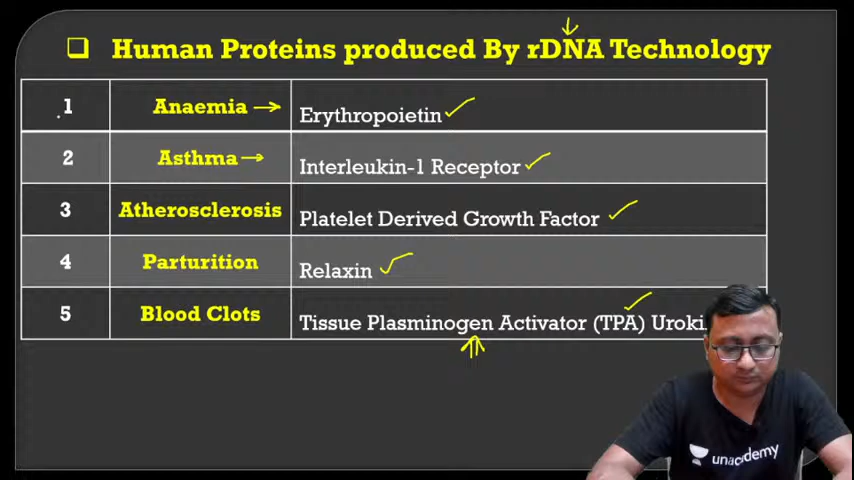 Human Proteins produced By rDNA Technology
1 Anaemia Erythropoietin
2 Asthma Interleukin-1 Receptor
3 Atherosclerosis Platelet Derived Growth Factor
4 Parturition Relaxin
5 Blood Clots Tissue Plasminogen Activator (TPA)
unacademy